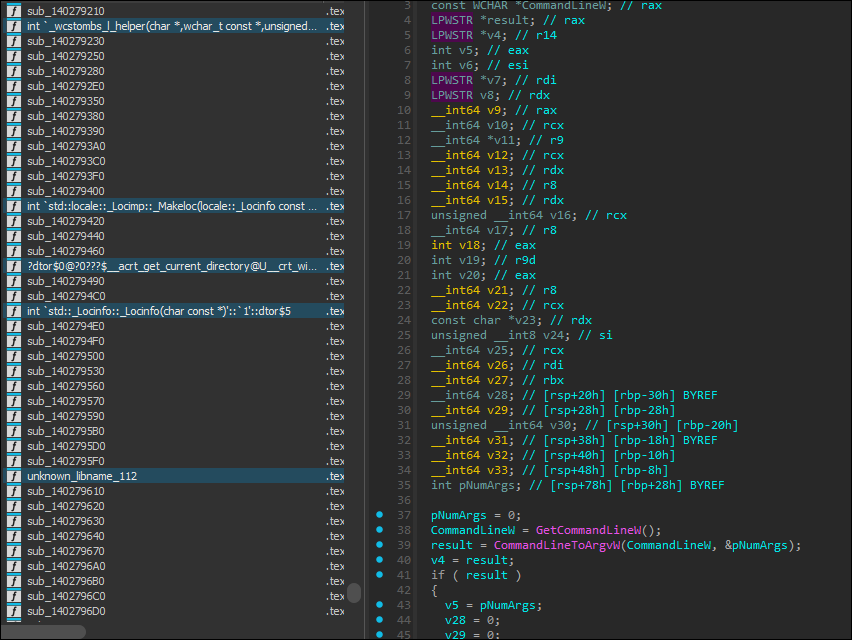 sub_140279210 .tex
int `_wcstombs_l_helper(char *,wchar_t const *,unsigned... .tex
sub_140279230 .tex
sub_140279250 .tex
sub_140279280 .tex
sub_1402792E0 .tex
sub_140279350 .tex
sub_140279380 .tex
sub_140279390 .tex
sub_1402793A0 .tex
sub_1402793C0 .tex
sub_1402793F0 .tex
sub_140279400 .tex
int `std::locale::_Locimp::_Makeloc(locale::_Locinfo const ... .tex
sub_140279420 .tex
sub_140279440 .tex
sub_140279460 .tex
?dtor$0@?0???$__acrt_get_current_directory@U__crt_wi... .tex
sub_140279490 .tex
sub_1402794C0 .tex
int `std::_Locinfo::_Locinfo(char const *)'::`1'::dtor$5 .tex
sub_1402794E0 .tex
sub_1402794F0 .tex
sub_140279500 .tex
sub_140279530 .tex
sub_140279560 .tex
sub_140279570 .tex
sub_140279590 .tex
sub_1402795B0 .tex
sub_1402795D0 .tex
sub_1402795F0 .tex
unknown_libname_112 .tex
sub_140279610 .tex
sub_140279620 .tex
sub_140279630 .tex
sub_140279640 .tex
sub_140279670 .tex
sub_1402796A0 .tex
sub_1402796B0 .tex
sub_1402796C0 .tex
sub_1402796D0 .tex
3 const WCHAR *CommandLineW; // rax
4 LPWSTR *result; // rax
5 LPWSTR *v4; // r14
6 int v5; // eax
7 int v6; // esi
8 LPWSTR *v7; // rdi
9 LPWSTR v8; // rdx
10 __int64 v9; // rax
11 __int64 v10; // rcx
12 __int64 *v11; // r9
13 __int64 v12; // rcx
14 __int64 v13; // rdx
15 __int64 v14; // r8
16 __int64 v15; // rdx
17 unsigned __int64 v16; // rcx
18 __int64 v17; // r8
19 int v18; // eax
20 int v19; // r9d
21 int v20; // eax
22 __int64 v21; // r8
23 __int64 v22; // rcx
24 const char *v23; // rdx
25 unsigned __int8 v24; // si
26 __int64 v25; // rcx
27 __int64 v26; // rdi
28 __int64 v27; // rbx
29 __int64 v28; // [rsp+20h] [rbp-30h] BYREF
30 __int64 v29; // [rsp+28h] [rbp-28h]
31 unsigned __int64 v30; // [rsp+30h] [rbp-20h]
32 __int64 v31; // [rsp+38h] [rbp-18h] BYREF
33 __int64 v32; // [rsp+40h] [rbp-10h]
34 __int64 v33; // [rsp+48h] [rbp-8h]
35 int pNumArgs; // [rsp+78h] [rbp+28h] BYREF
36
37 pNumArgs = 0;
38 CommandLineW = GetCommandLineW();
39 result = CommandLineToArgvW(CommandLineW, &pNumArgs);
40 v4 = result;
41 if ( result )
42 {
43 v5 = pNumArgs;
44 v28 = 0;
45 v29 = 0;